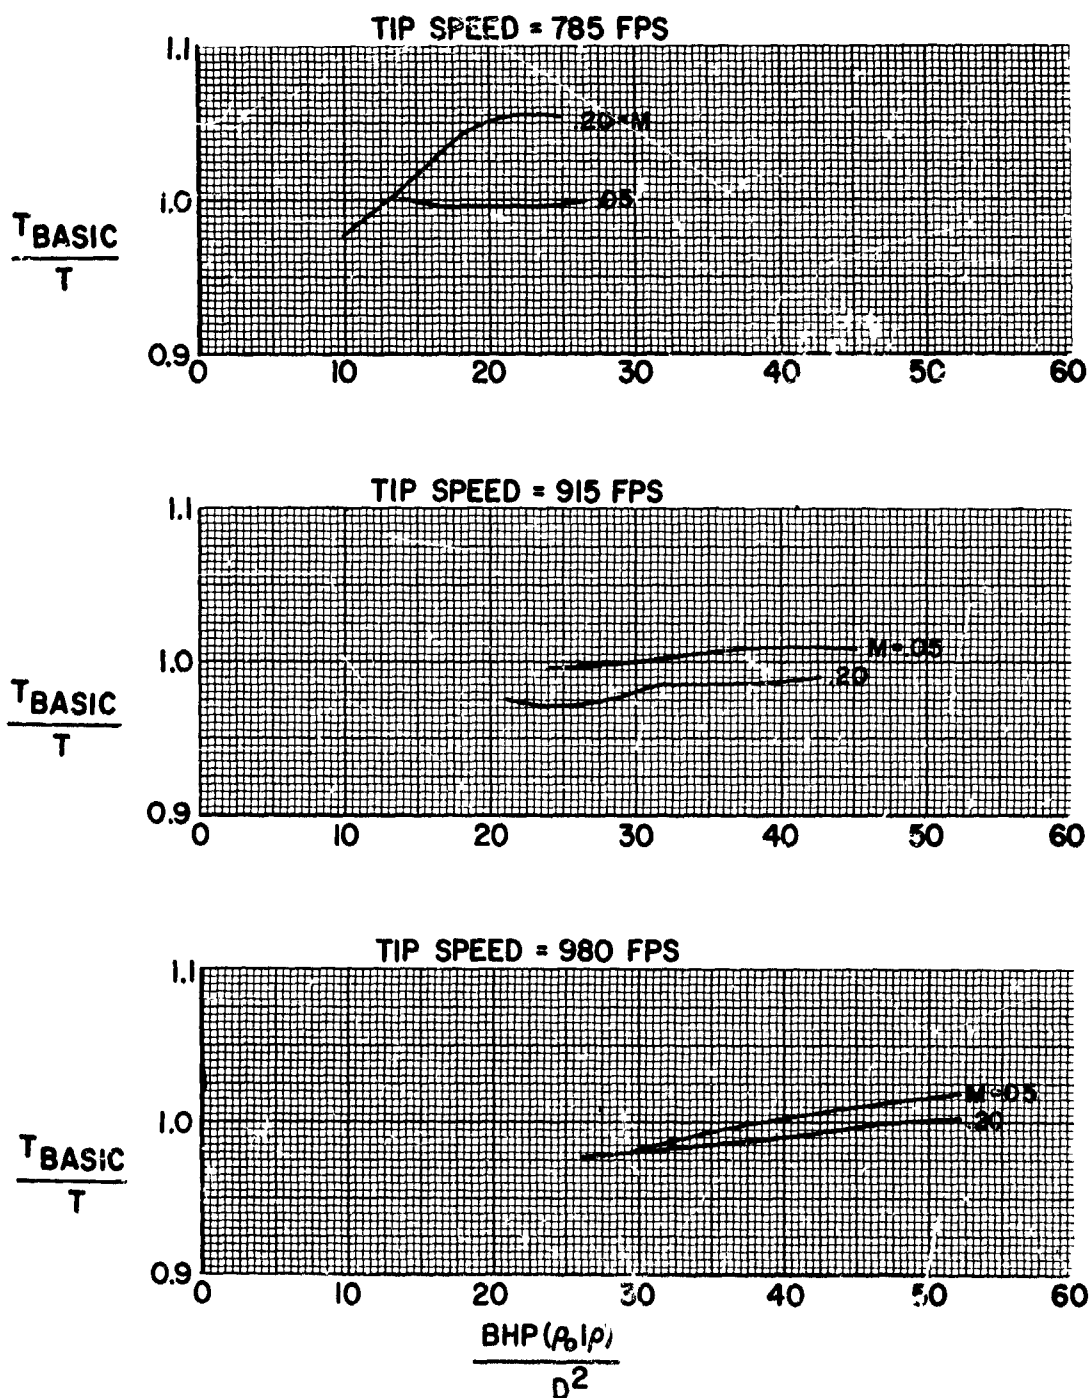 TIP SPEED = 785 FPS
1.1
1.0
0.9
T BASIC
T
.20=M
.05
0 10 20 30 40 50 60
TIP SPEED = 915 FPS
1.1
1.0
0.9
T BASIC
T
M=.05
.20
0 10 20 30 40 50 60
TIP SPEED = 980 FPS
1.1
1.0
0.9
T BASIC
T
M=.05
.20
0 10 20 30 40 50 60
BHP (ρ₀/ρ)
D²